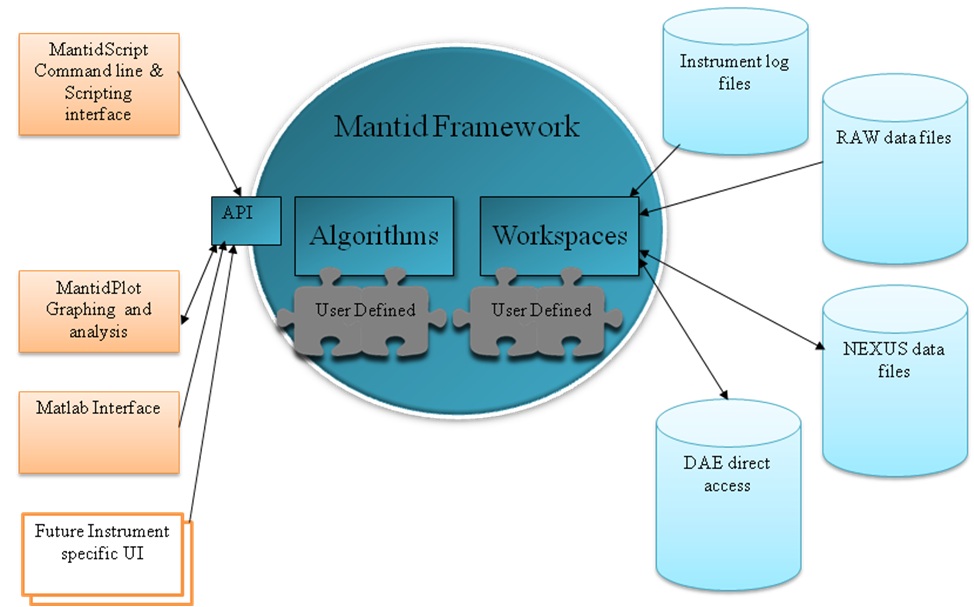 MantidScript
Command line &
Scripting
interface
Mantid Framework
Instrument log
files
RAW data files
API
Algorithms
Workspaces
User Defined
User Defined
MantidPlot
Graphing and
analysis
NEXUS data
files
Matlab Interface
DAE direct
access
Future Instrument
specific UI